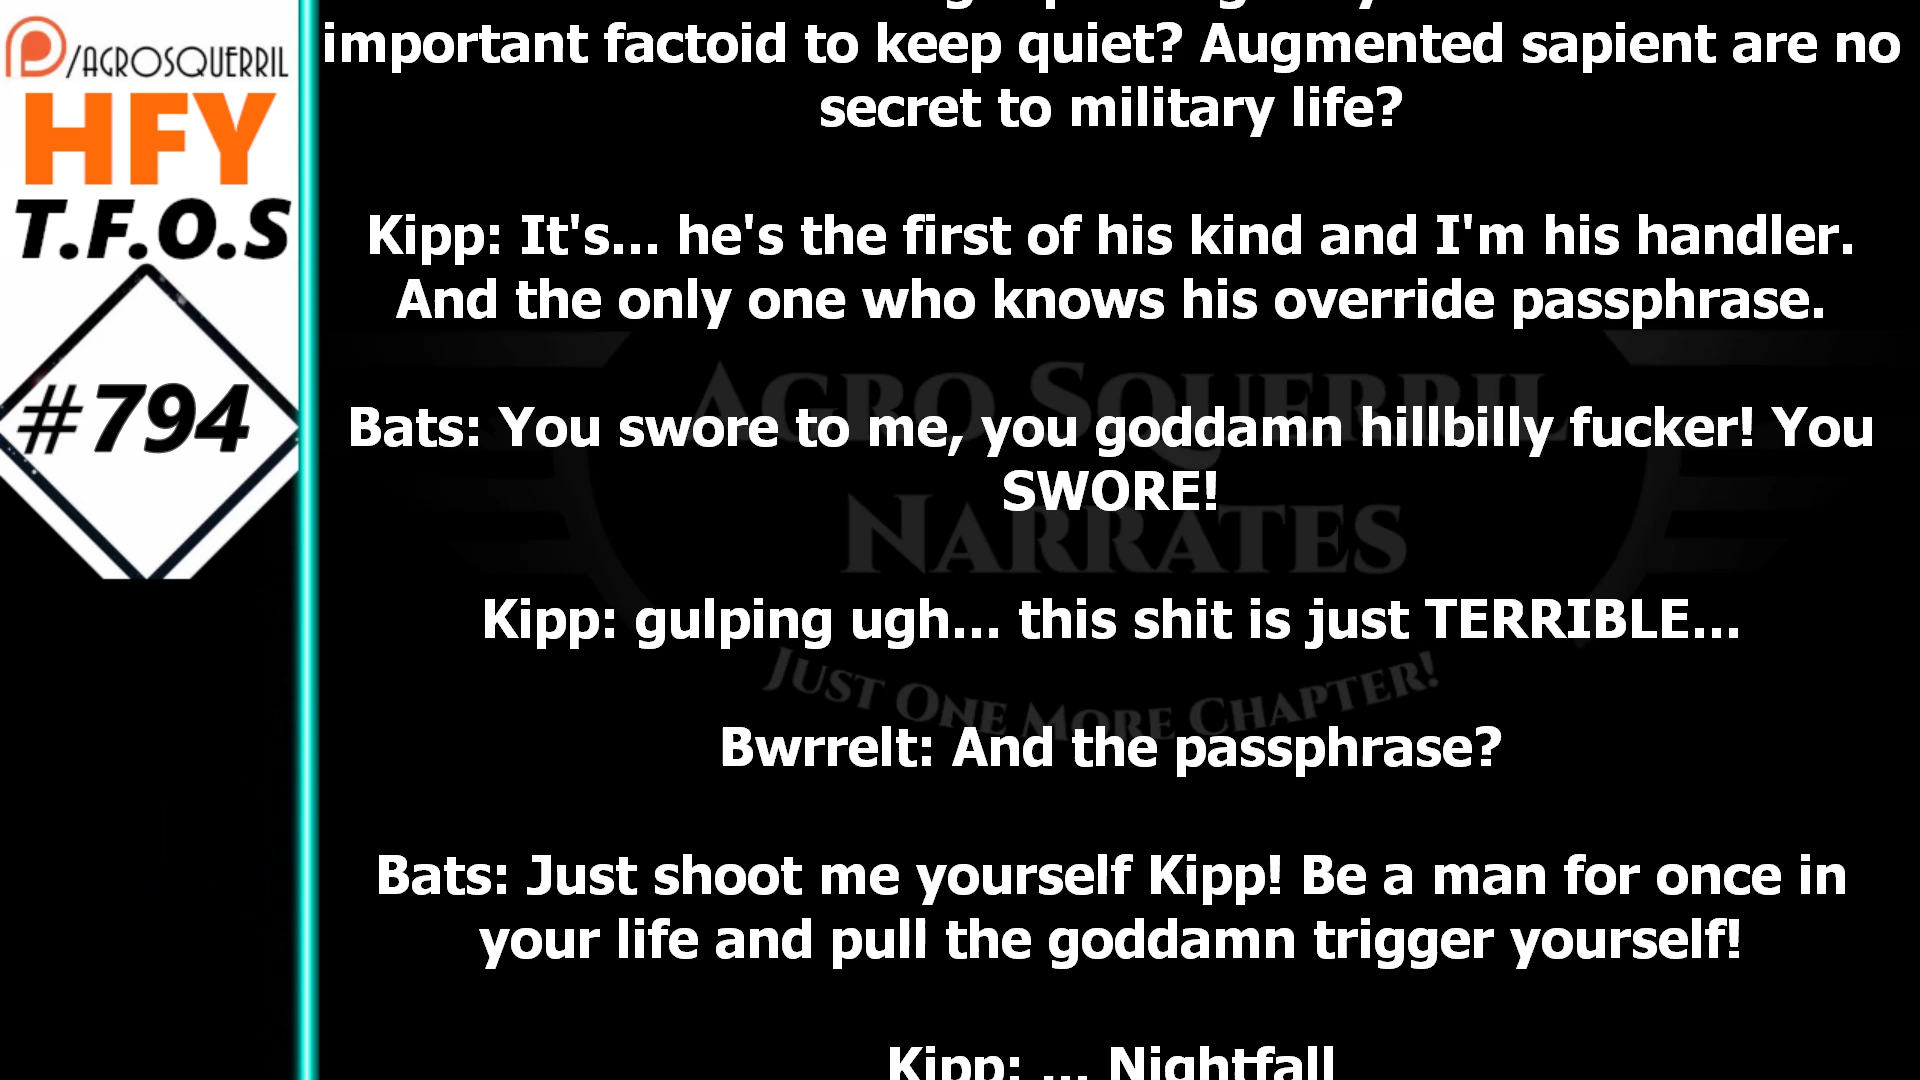 /AGROSQUERRIL
HFY
T.F.O.S
#794
important factoid to keep quiet? Augmented sapient are no
secret to military life?
Kipp: It's... he's the first of his kind and I'm his handler.
And the only one who knows his override passphrase.
Bats: You swore to me, you goddamn hillbilly fucker! You
SWORE!
Kipp: gulping ugh... this shit is just TERRIBLE...
Bwrrelt: And the passphrase?
Bats: Just shoot me yourself Kipp! Be a man for once in
your life and pull the goddamn trigger yourself!
Kipp: ... Nightfall
AGRO SQUERRIL
NARRATES
JUST ONE MORE CHAPTER!